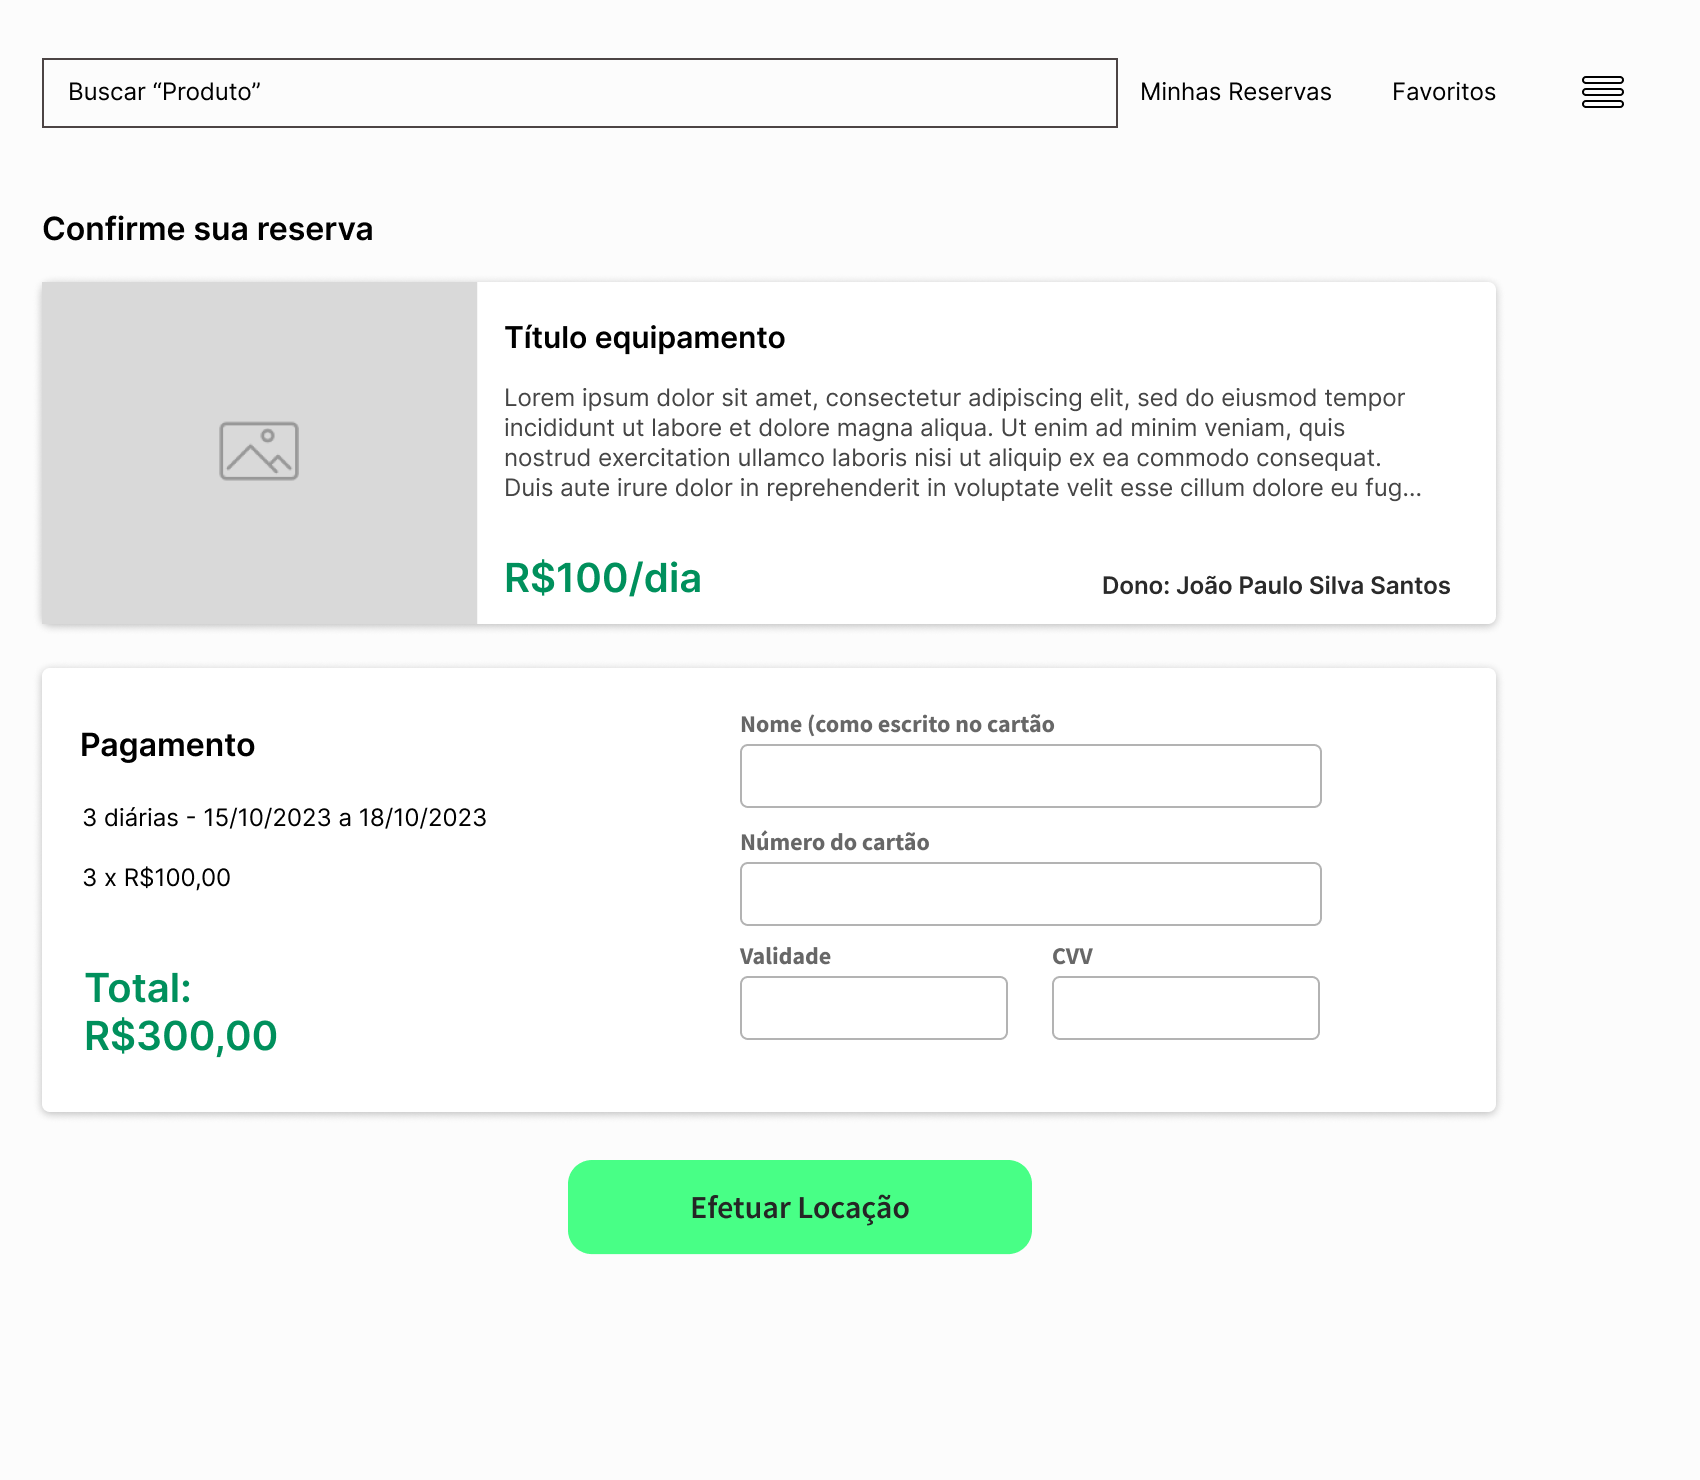 Buscar “Produto”
Minhas Reservas
Favoritos
Confirme sua reserva
Título equipamento
Lorem ipsum dolor sit amet, consectetur adipiscing elit, sed do eiusmod tempor
incididunt ut labore et dolore magna aliqua. Ut enim ad minim veniam, quis
nostrud exercitation ullamco laboris nisi ut aliquip ex ea commodo consequat.
Duis aute irure dolor in reprehenderit in voluptate velit esse cillum dolore eu fug...
R$100/dia
Dono: João Paulo Silva Santos
Pagamento
3 diárias - 15/10/2023 a 18/10/2023
3 x R$100,00
Total:
R$300,00
Nome (como escrito no cartão
Número do cartão
Validade
CVV
Efetuar Locação